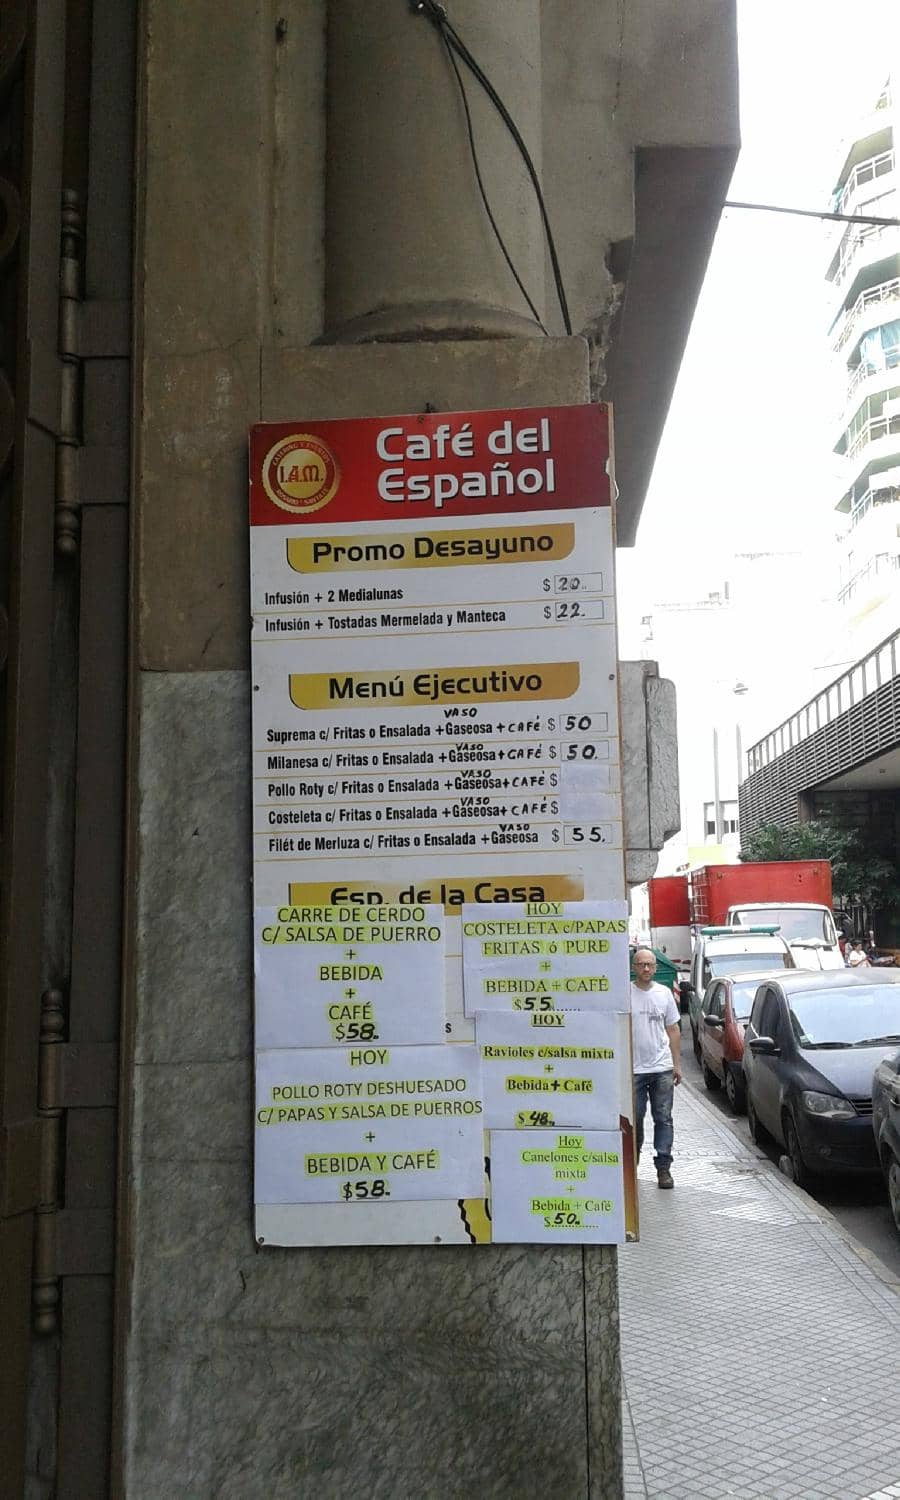 I.A.M.
Café del
Español
Promo Desayuno
Infusión + 2 Medialunas $ 20.
Infusión + Tostadas Mermelada y Manteca $ 22.
Menú Ejecutivo
VASO
Suprema c/ Fritas o Ensalada +Gaseosa +CAFÉ $ 50
VASO
Milanesa c/ Fritas o Ensalada +Gaseosa+CAFÉ $ 50.
VASO
Pollo Roty c/ Fritas o Ensalada +Gaseosa+CAFÉ $
VASO
Costeleta c/ Fritas o Ensalada +Gaseosa+CAFÉ $
VASO
Filét de Merluza c/ Fritas o Ensalada +Gaseosa $ 55.
Esp. de la Casa
CARRE DE CERDO
C/ SALSA DE PUERRO
+
BEBIDA
+
CAFÉ
$58.
HOY
COSTELETA c/PAPAS
FRITAS ó PURE
+
BEBIDA + CAFÉ
$55......
s
HOY
POLLO ROTY DESHUESADO
C/ PAPAS Y SALSA DE PUERROS
+
BEBIDA Y CAFÉ
$58.
HOY
Ravioles c/salsa mixta
+
Bebida+ Café
$ 48.
Hoy
Canelones c/salsa
mixta
+
Bebida + Café
$50......